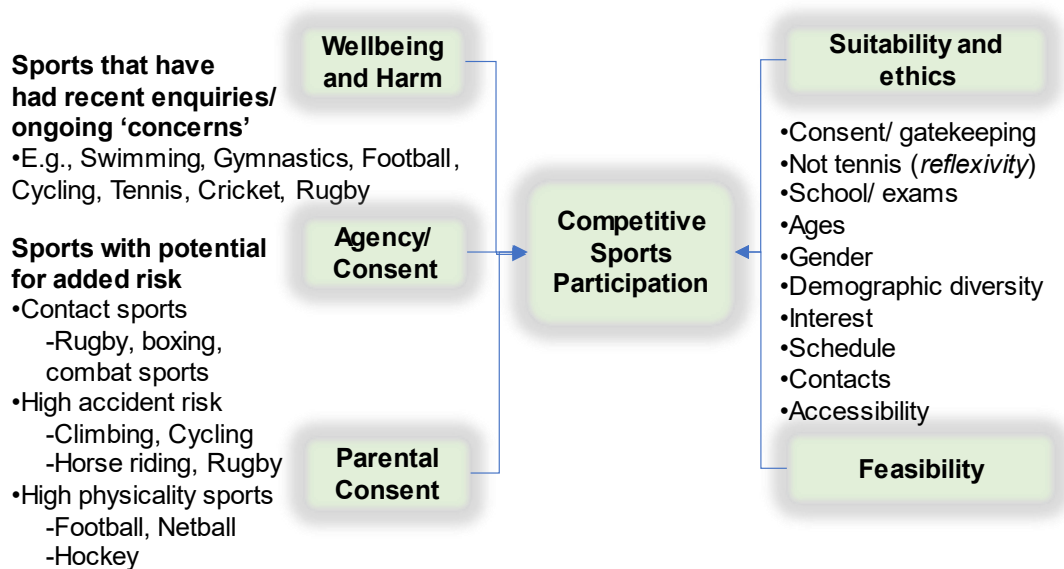 Sports that have
had recent enquiries/
ongoing ‘concerns’
•E.g., Swimming, Gymnastics, Football,
Cycling, Tennis, Cricket, Rugby
Sports with potential
for added risk
•Contact sports
-Rugby, boxing,
combat sports
•High accident risk
-Climbing, Cycling
-Horse riding, Rugby
•High physicality sports
-Football, Netball
-Hockey
Wellbeing
and Harm
Agency/
Consent
Parental
Consent
Competitive
Sports
Participation
Suitability and
ethics
•Consent/ gatekeeping
•Not tennis (reflexivity)
•School/ exams
•Ages
•Gender
•Demographic diversity
•Interest
•Schedule
•Contacts
•Accessibility
Feasibility